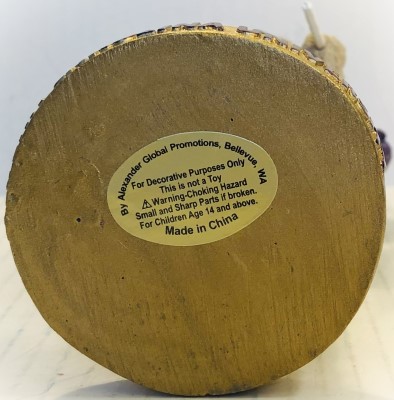 By Alexander Global Promotions, Bellevue, WA
For Decorative Purposes Only
This is not a Toy
⚠Warning-Choking Hazard
Small and Sharp Parts if broken.
For Children Age 14 and above.
Made in China